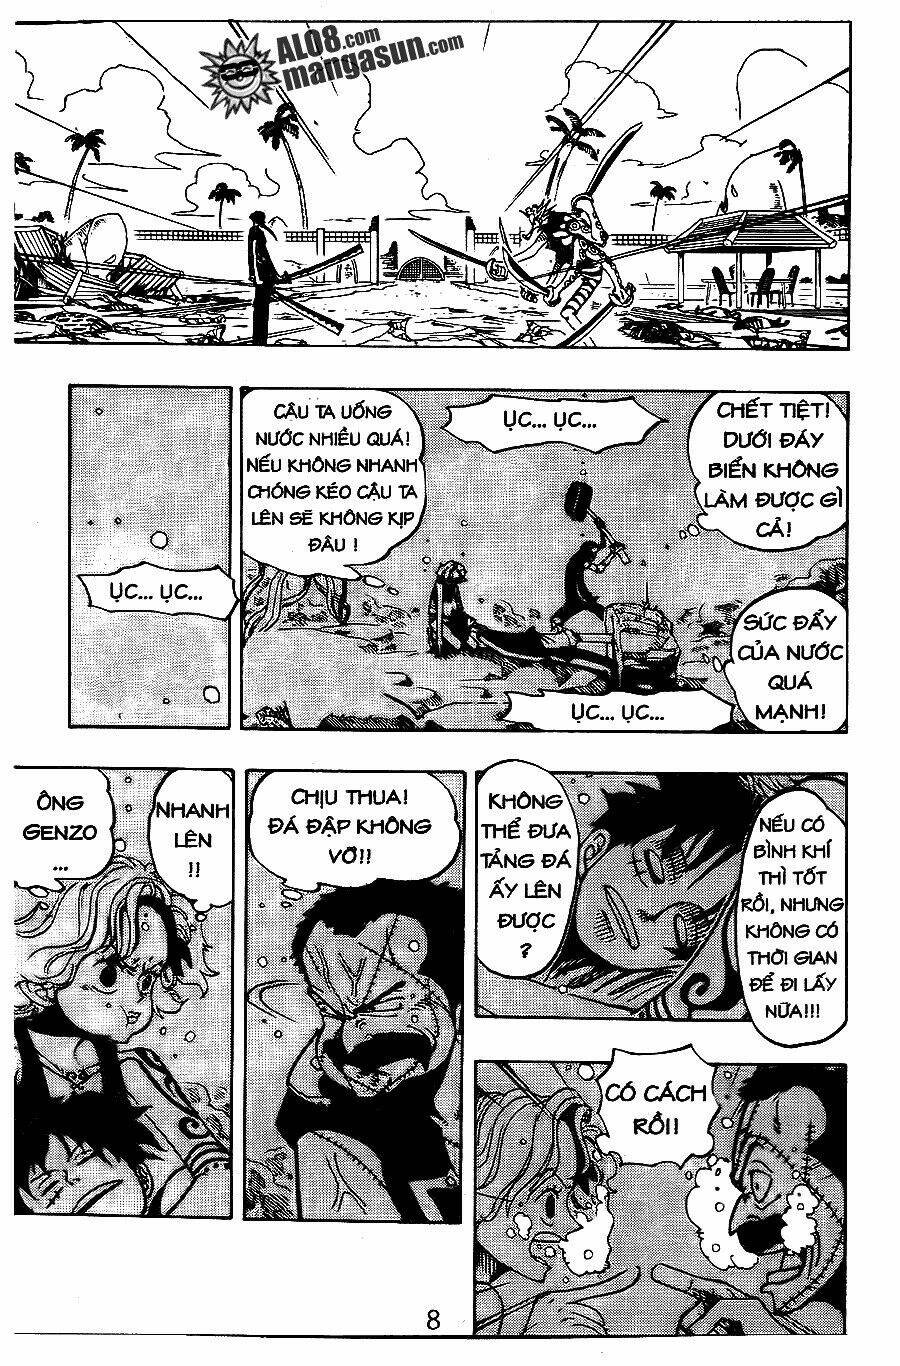 ALO8.com
mangasun.com
CHẾT TIỆT!
DƯỚI ĐÁY
BIỂN KHÔNG
LÀM ĐƯỢC GÌ
CẢ!
ỤC... ỤC...
CÂU TA UỐNG
NƯỚC NHIỀU QUÁ!
NẾU KHÔNG NHANH
CHÓNG KÉO CẬU TA
LÊN SẼ KHÔNG KỊP
ĐÂU !
SỨC ĐẨY
CỦA NƯỚC
QUÁ
MẠNH!
ỤC... ỤC...
ỤC... ỤC...
NẾU CÓ
BÌNH KHÍ
THÌ TỐT
RỒI, NHƯNG
KHÔNG CÓ
THỜI GIAN
ĐỂ ĐI LẤY
NỮA!!!
KHÔNG
THỂ ĐƯA
TẢNG ĐÁ
ẤY LÊN
ĐƯỢC
?
CHỊU THUA!
ĐÁ ĐẬP KHÔNG
VỠ!!
NHANH
LÊN
!!
ÔNG
GENZO
...
CÓ CÁCH
RỒI!
8